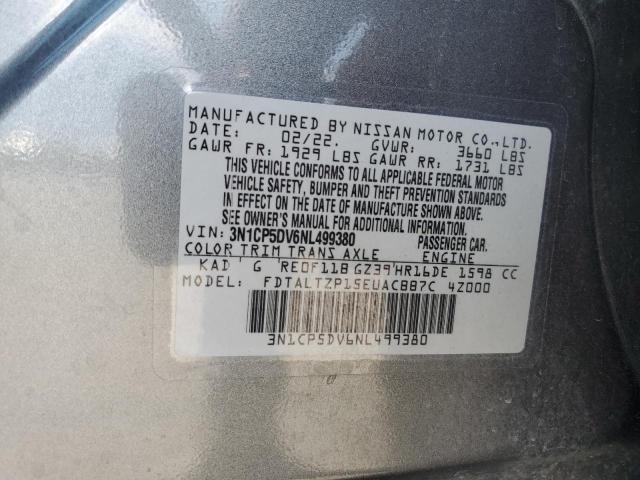 MANUFACTURED BY NISSAN MOTOR CO.,LTD.
DATE: 02/22. GVWR: 3660 LBS
GAWR FR: 1929 LBS GAWR RR: 1731 LBS
THIS VEHICLE CONFORMS TO ALL APPLICABLE FEDERAL MOTOR
VEHICLE SAFETY, BUMPER AND THEFT PREVENTION STANDARDS
IN EFFECT ON THE DATE OF MANUFACTURE SHOWN ABOVE.
SEE OWNER'S MANUAL FOR ADDITIONAL INFORMATION.
VIN: 3N1CP5DV6NL499380 PASSENGER CAR.
COLOR TRIM TRANS AXLE ENGINE
KAD G RE0F11B GZ39 HR16DE 1598 CC
MODEL: FDTALTZP15EUACBB7C 4Z000
3N1CP5DV6NL499380